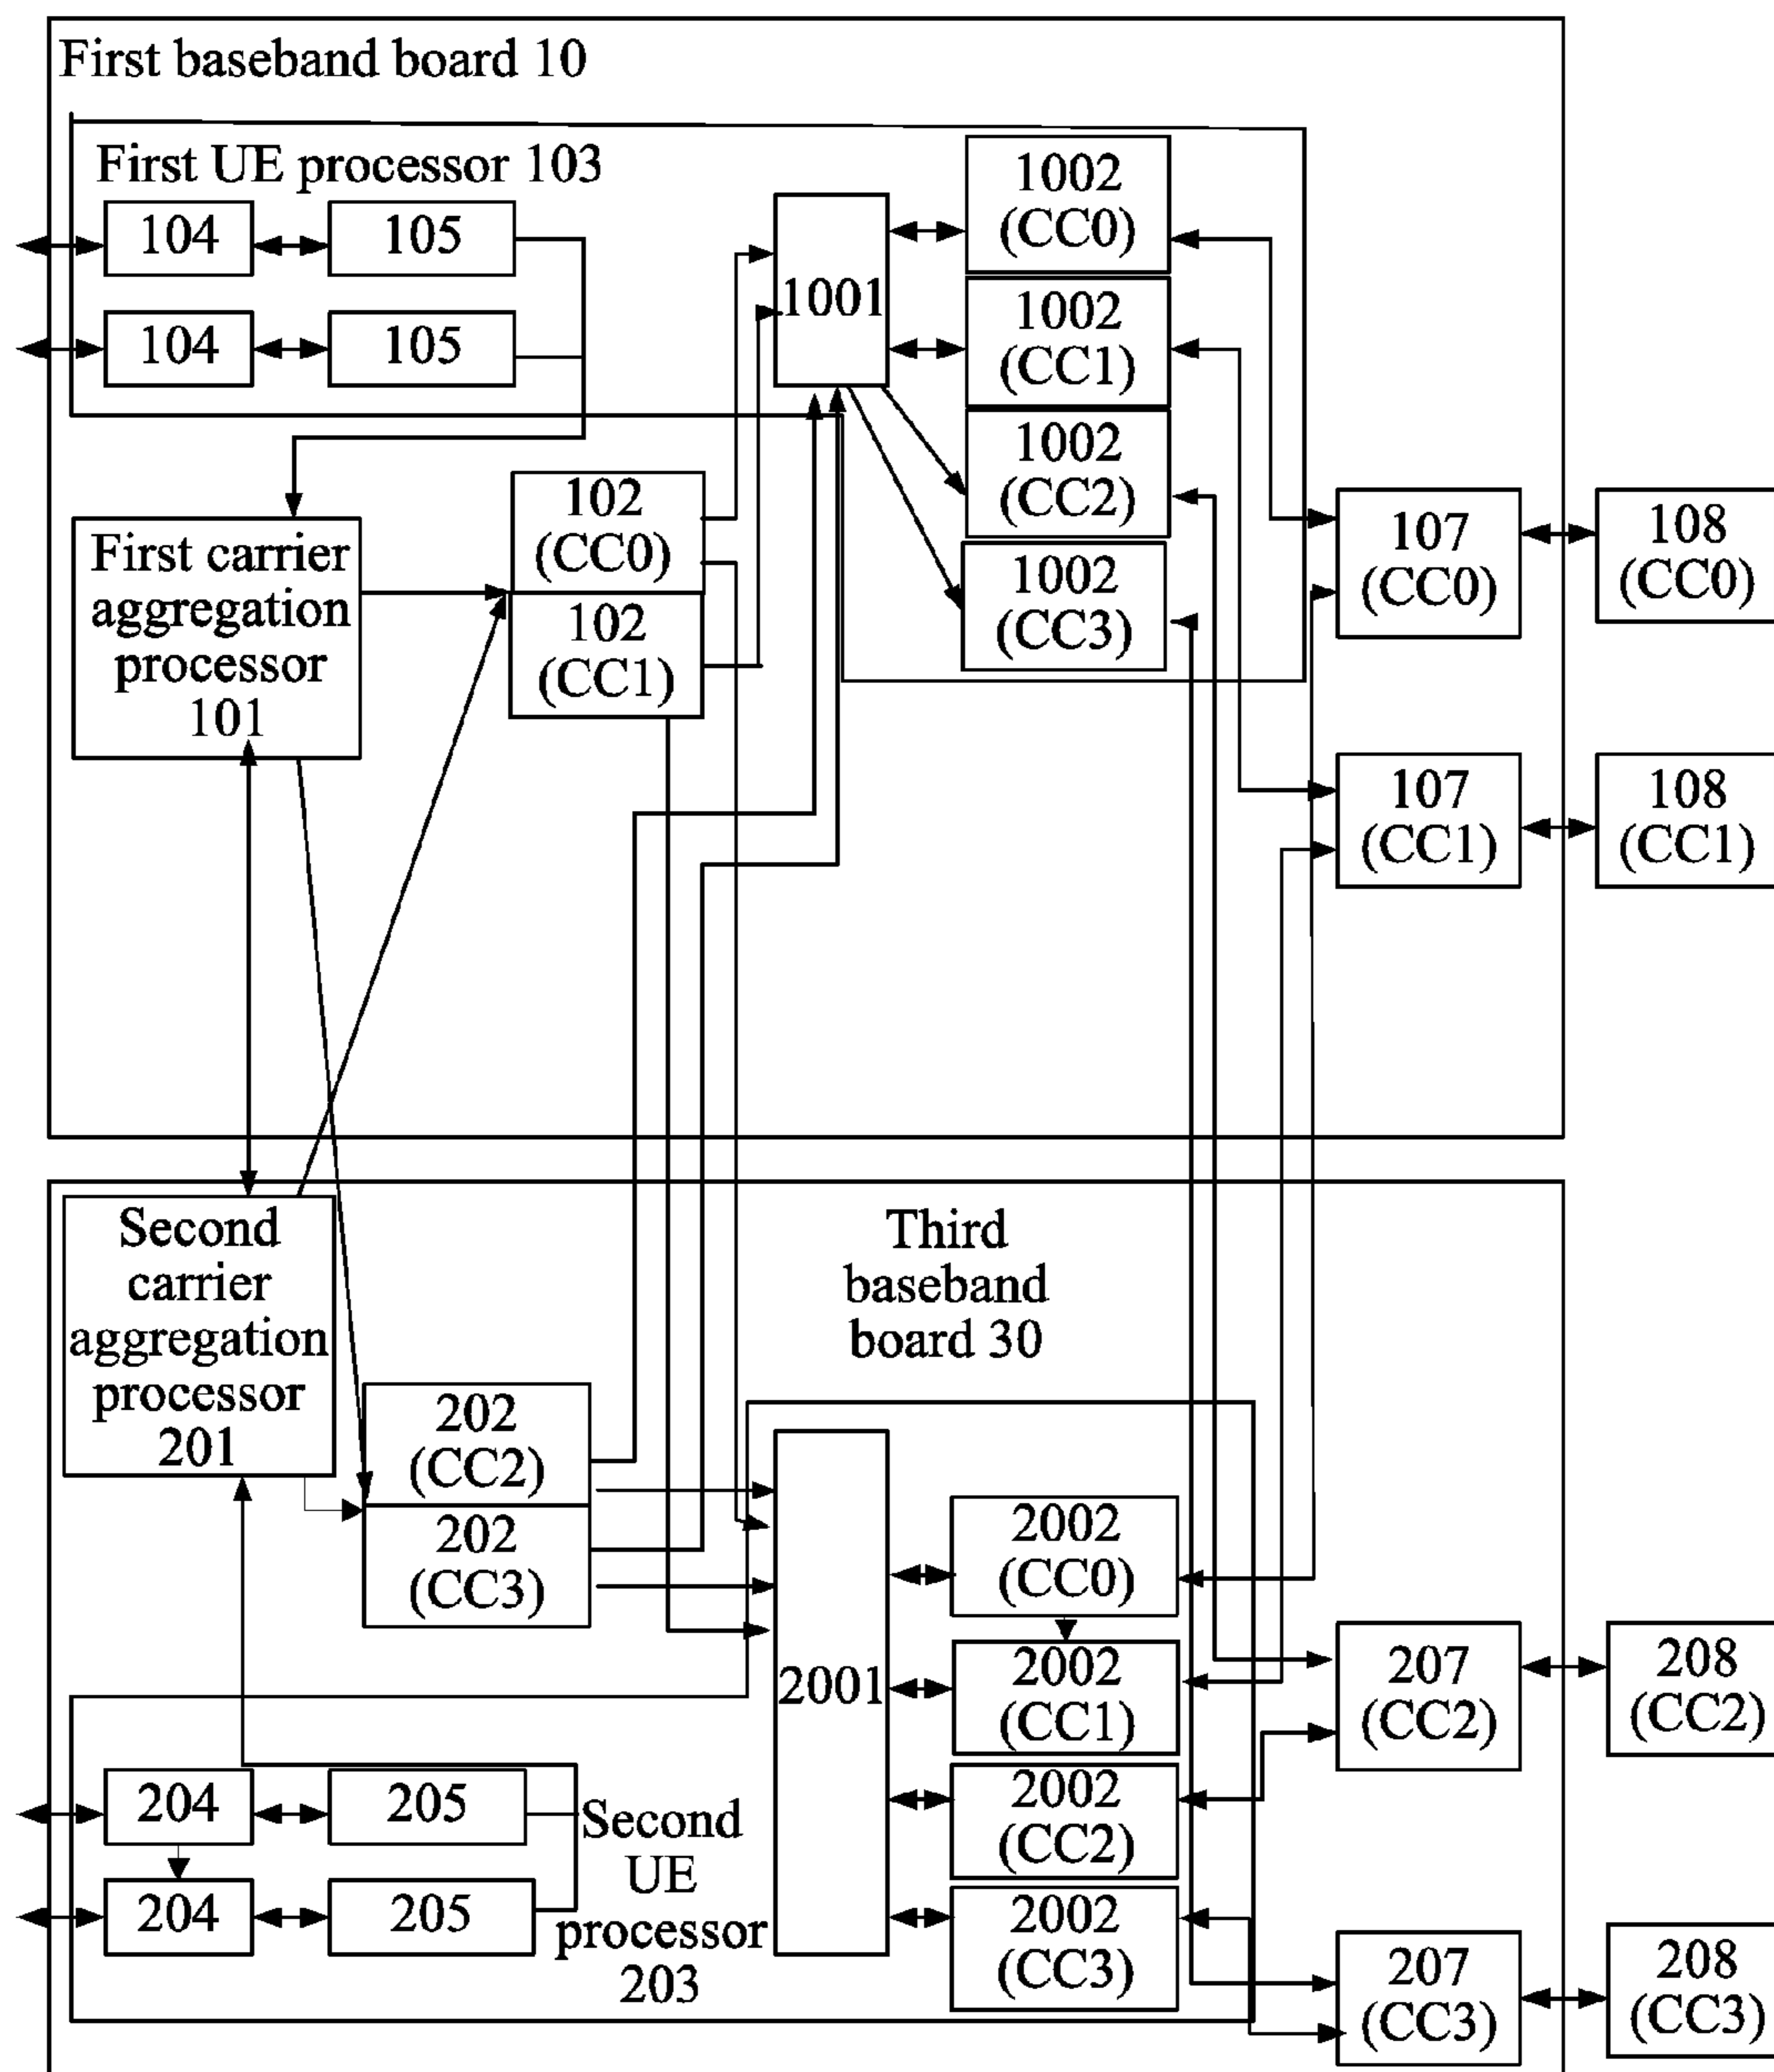 First baseband board 10
First UE processor 103
104
105
104
105
1001
1002
(CC0)
1002
(CC1)
1002
(CC2)
1002
(CC3)
First carrier
aggregation
processor
101
102
(CC0)
102
(CC1)
107
(CC0)
108
(CC0)
107
(CC1)
108
(CC1)
Second
carrier
aggregation
processor
201
Third
baseband
board 30
202
(CC2)
202
(CC3)
2001
2002
(CC0)
2002
(CC1)
2002
(CC2)
2002
(CC3)
204
205
204
205
Second
UE
processor
203
207
(CC2)
208
(CC2)
207
(CC3)
208
(CC3)